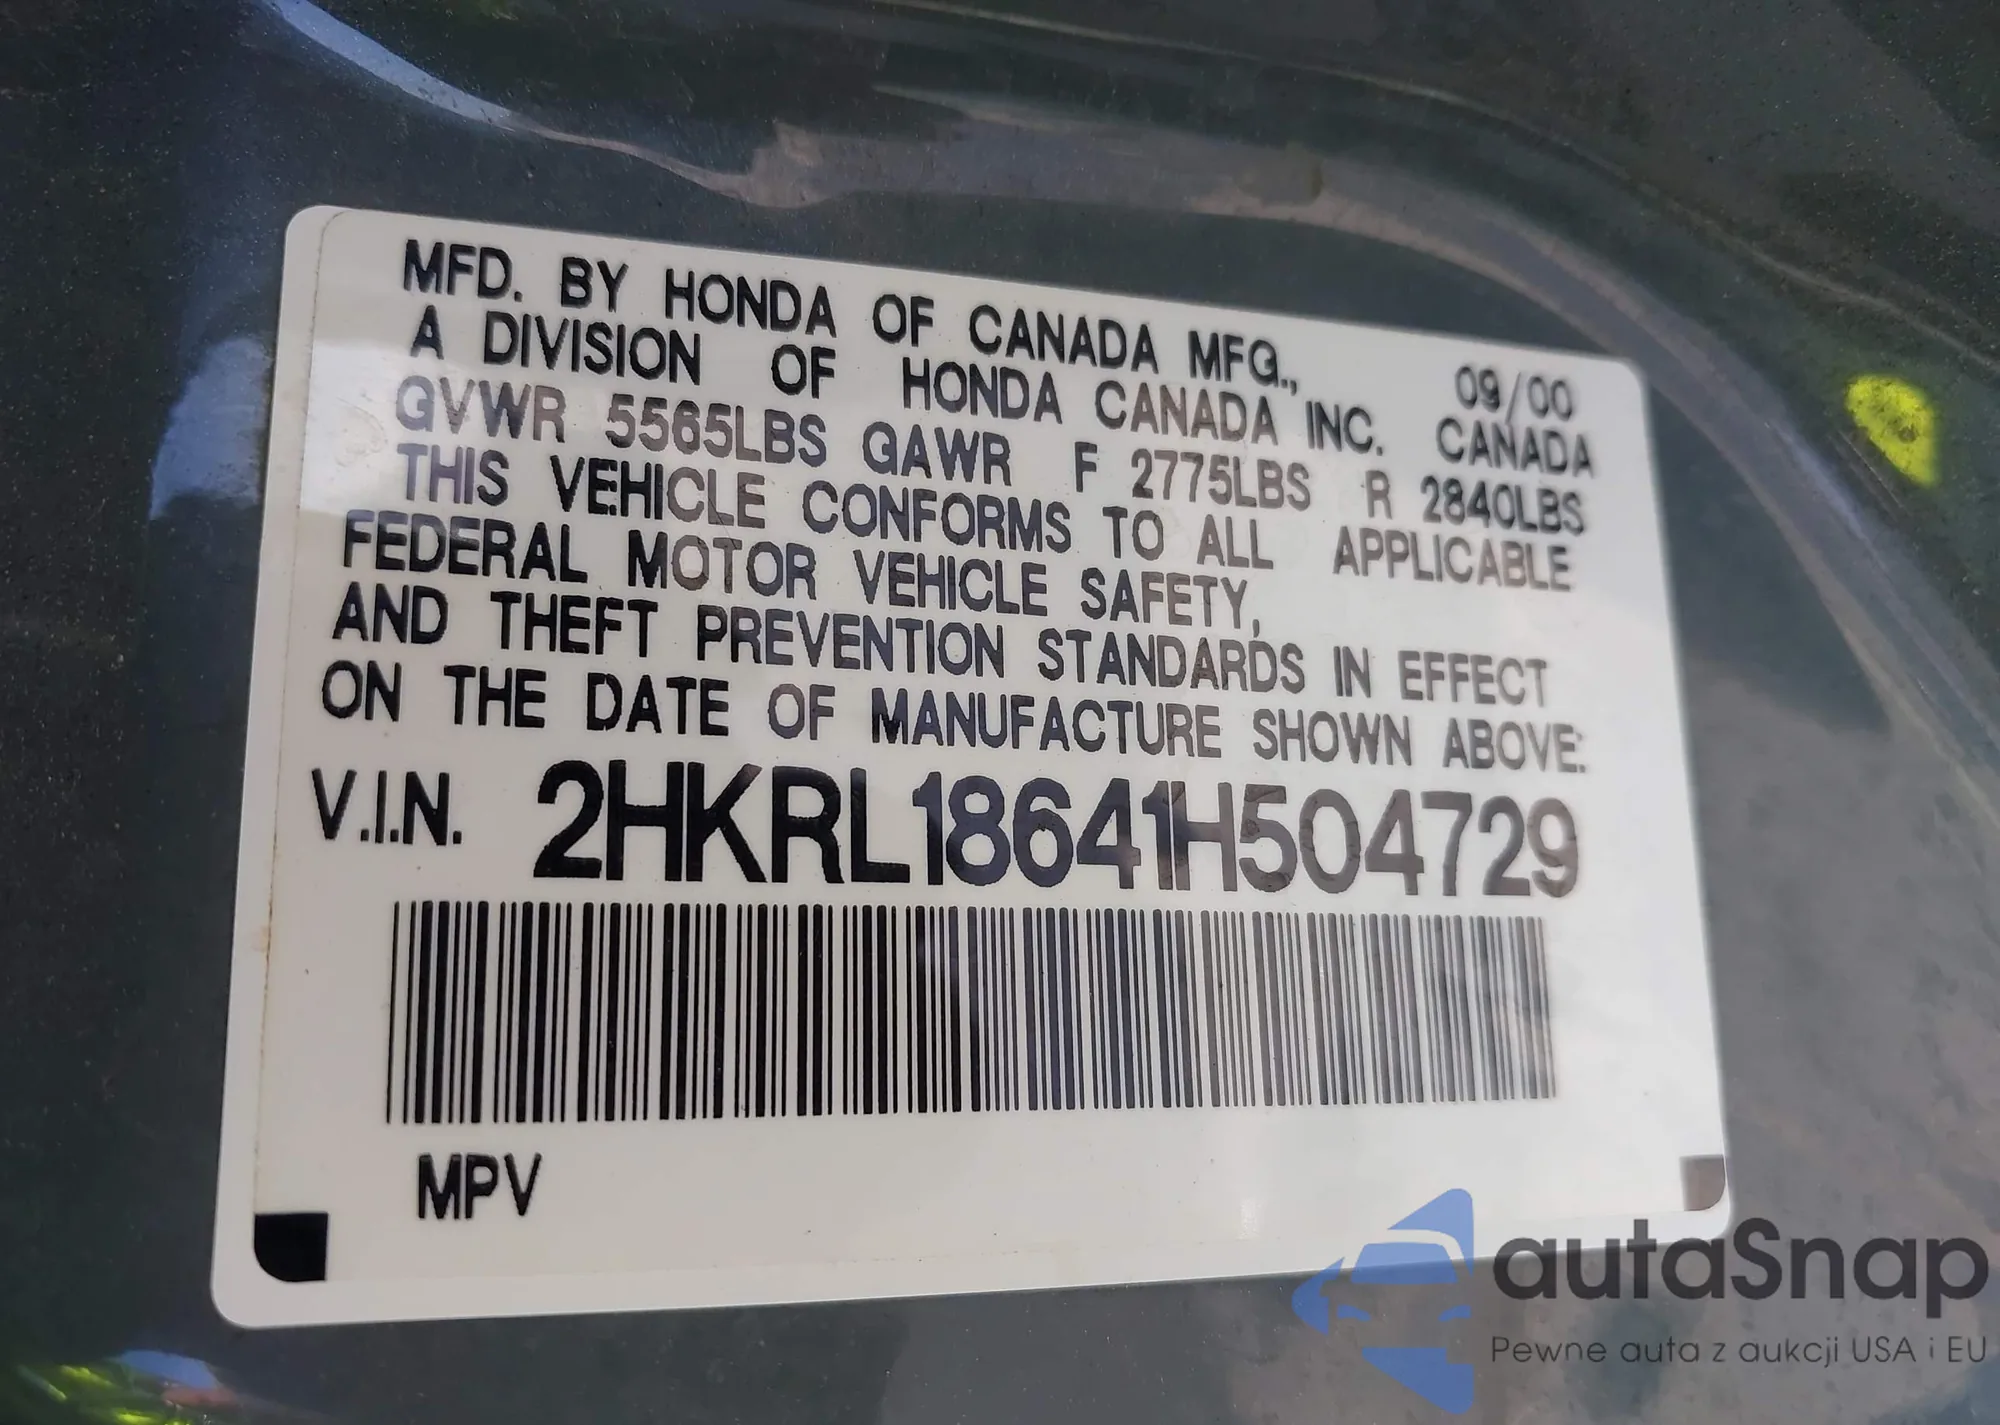 MFD. BY HONDA OF CANADA MFG., 09/00
A DIVISION OF HONDA CANADA INC. CANADA
GVWR 5565LBS GAWR F 2775LBS R 2840LBS
THIS VEHICLE CONFORMS TO ALL APPLICABLE
FEDERAL MOTOR VEHICLE SAFETY,
AND THEFT PREVENTION STANDARDS IN EFFECT
ON THE DATE OF MANUFACTURE SHOWN ABOVE:
V.I.N. 2HKRL18641H504729
MPV
autaSnap
Pewne auta z aukcji USA i EU